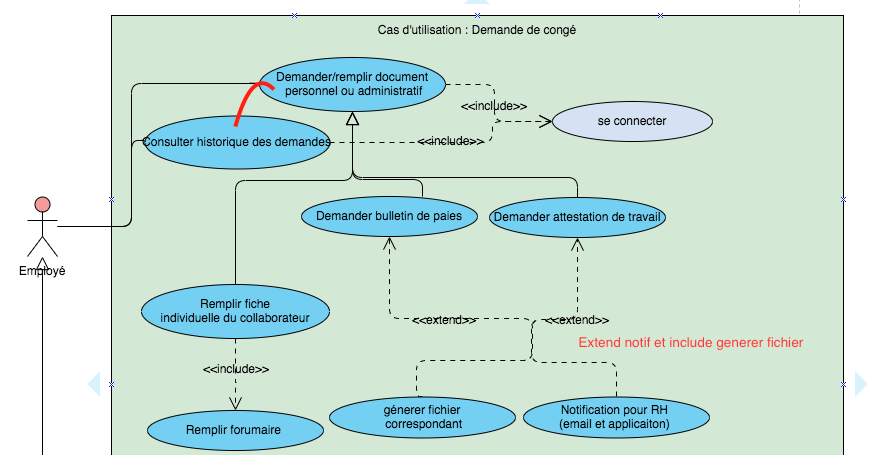 Cas d'utilisation : Demande de congé
Demander/remplir document
personnel ou administratif
<<include>>
se connecter
Consulter historique des demandes
<<include>>
Demander bulletin de paies
Demander attestation de travail
Employé
Remplir fiche
individuelle du collaborateur
<<extend>>
<<extend>>
Extend notif et include generer fichier
<<include>>
génerer fichier
correspondant
Notification pour RH
(email et applicaiton)
Remplir forumaire